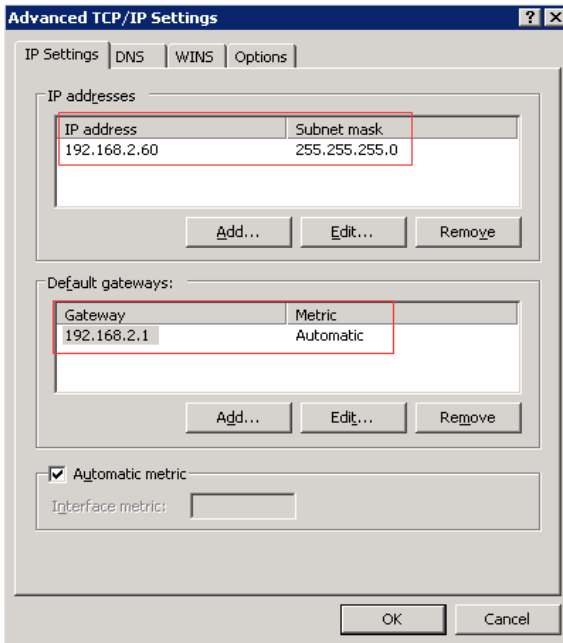 Advanced TCP/IP Settings
IP Settings DNS WINS Options
IP addresses
IP address Subnet mask
192.168.2.60 255.255.255.0
Add... Edit... Remove
Default gateways:
Gateway Metric
192.168.2.1 Automatic
Add... Edit... Remove
Automatic metric
Interface metric:
OK Cancel